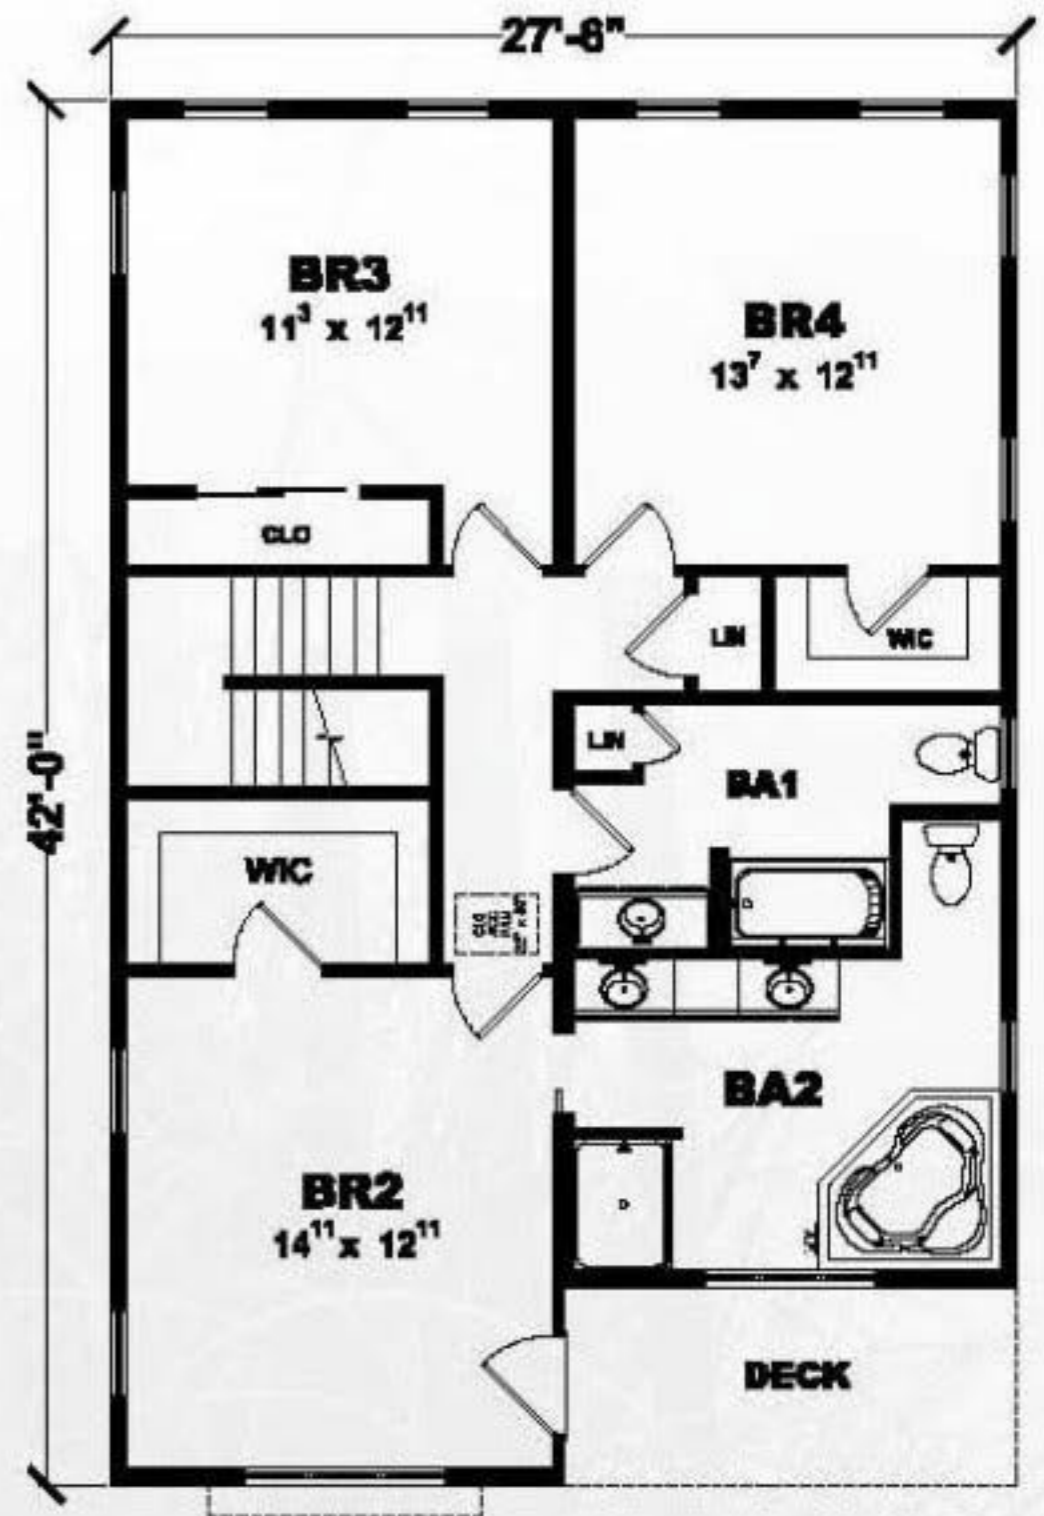 27'-6"
BR3
11³ x 12¹¹
BR4
13⁷ x 12¹¹
CLO
LIN
WIC
42'-0"
LIN
BA1
WIC
BA2
BR2
14¹¹ x 12¹¹
DECK